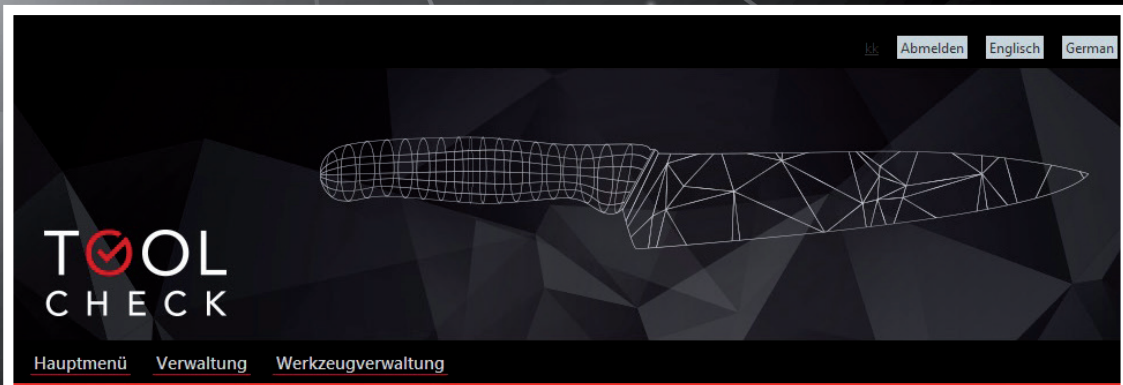 kk Abmelden Englisch German
TOOL
CHECK
Hauptmenü Verwaltung Werkzeugverwaltung